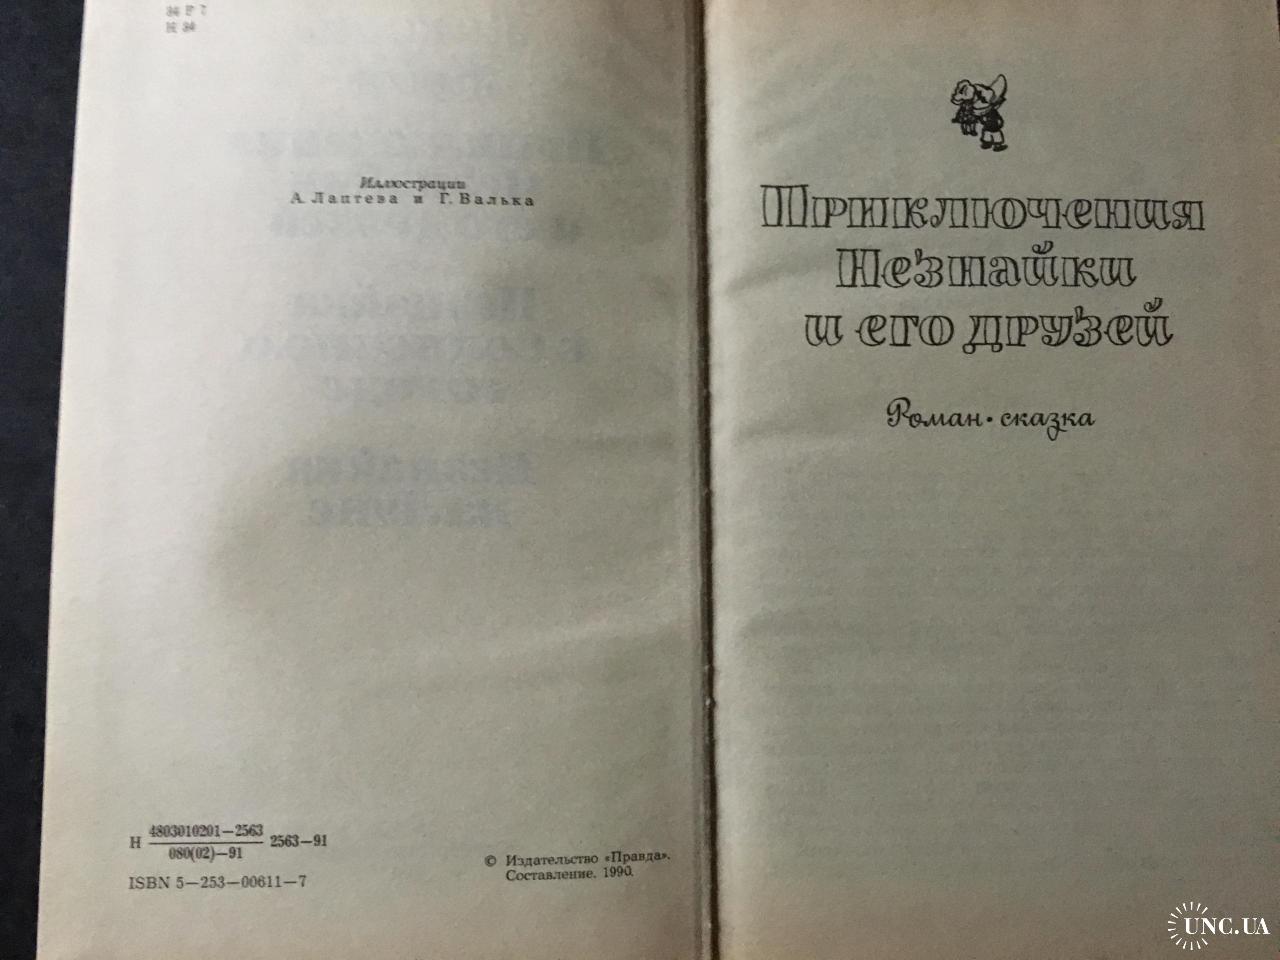 84 Р 7
Н 84
Иллюстрации
А. Лаптева и Г. Валька
Н 4803010201—2563
080(02)—91
2563—91
ISBN 5—253—00611—7
© Издательство «Правда».
Составление. 1990.
Приключения
Незнайки
и его друзей
Роман-сказка
UNC.UA